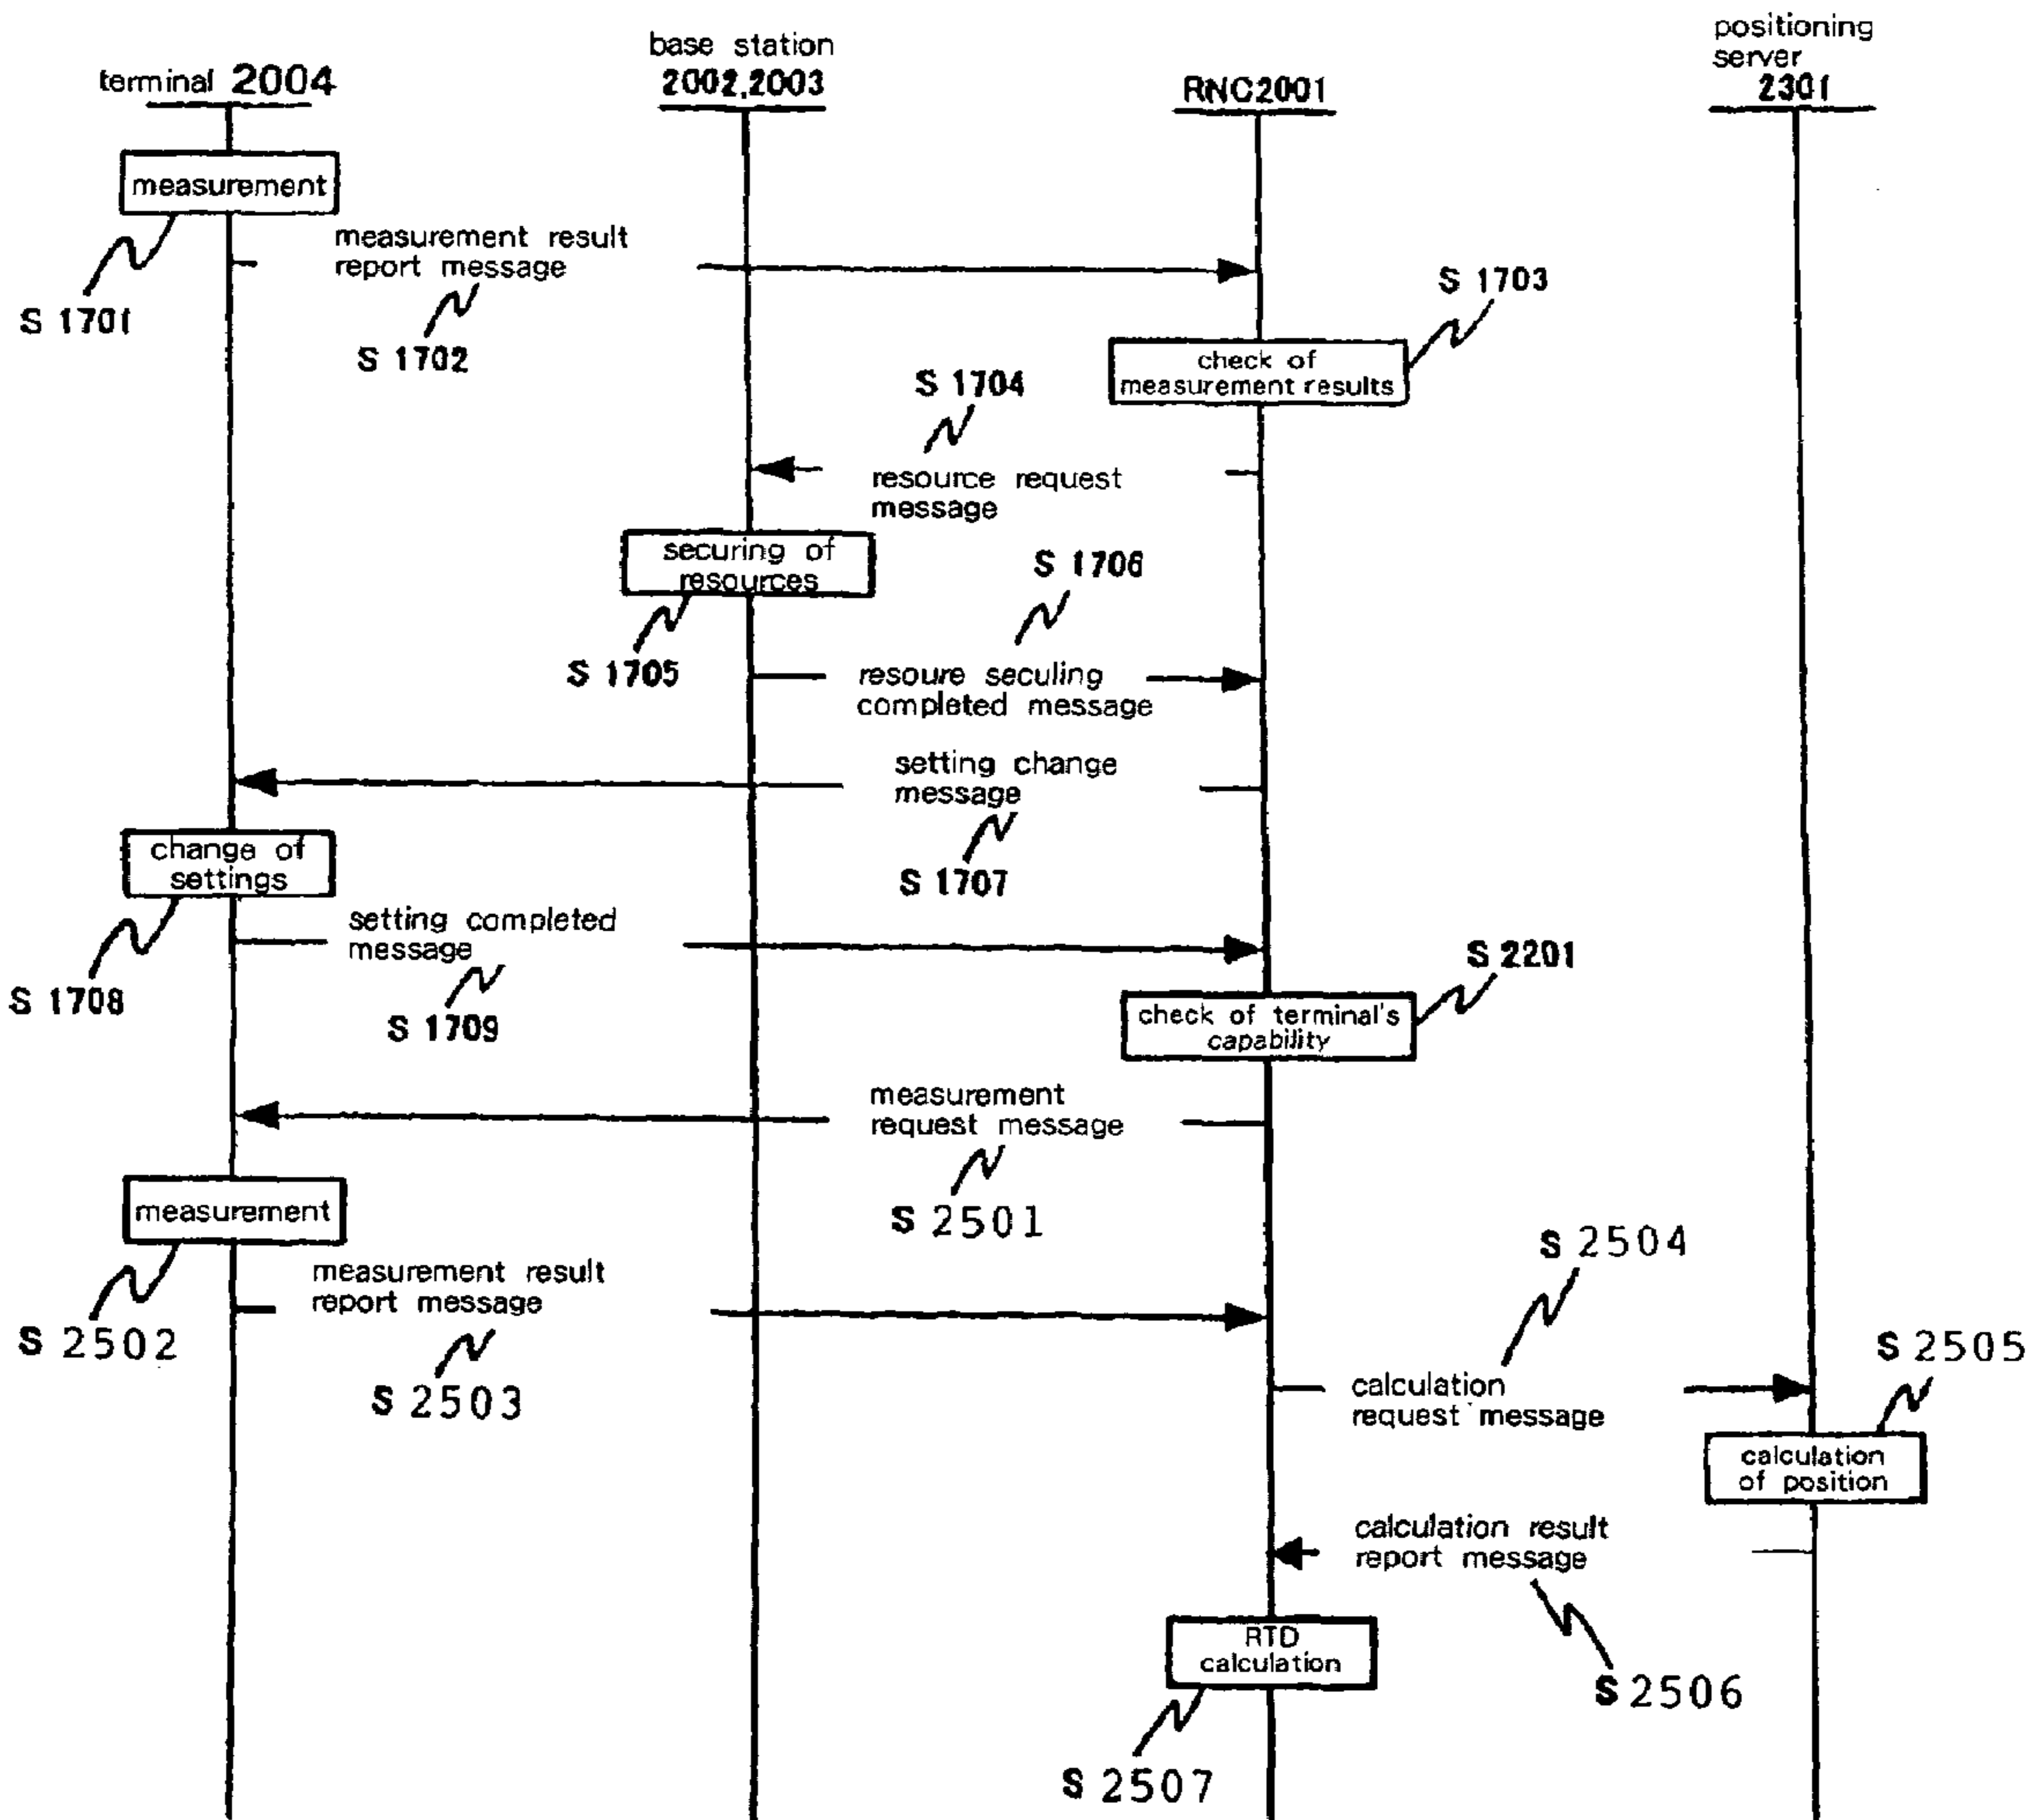 terminal 2004
base station
2002,2003
RNC2001
positioning
server
2301
measurement
S 1701
measurement result
report message
S 1702
S 1703
check of
measurement results
S 1704
resource request
message
securing of
resources
S 1705
S 1706
resoure seculing
completed message
setting change
message
S 1707
change of
settings
S 1708
setting completed
message
S 1709
S 2201
check of terminal's
capability
measurement
request message
S 2501
measurement
S 2502
measurement result
report message
S 2503
S 2504
calculation
request message
S 2505
calculation
of position
calculation result
report message
S 2506
RTD
calculation
S 2507